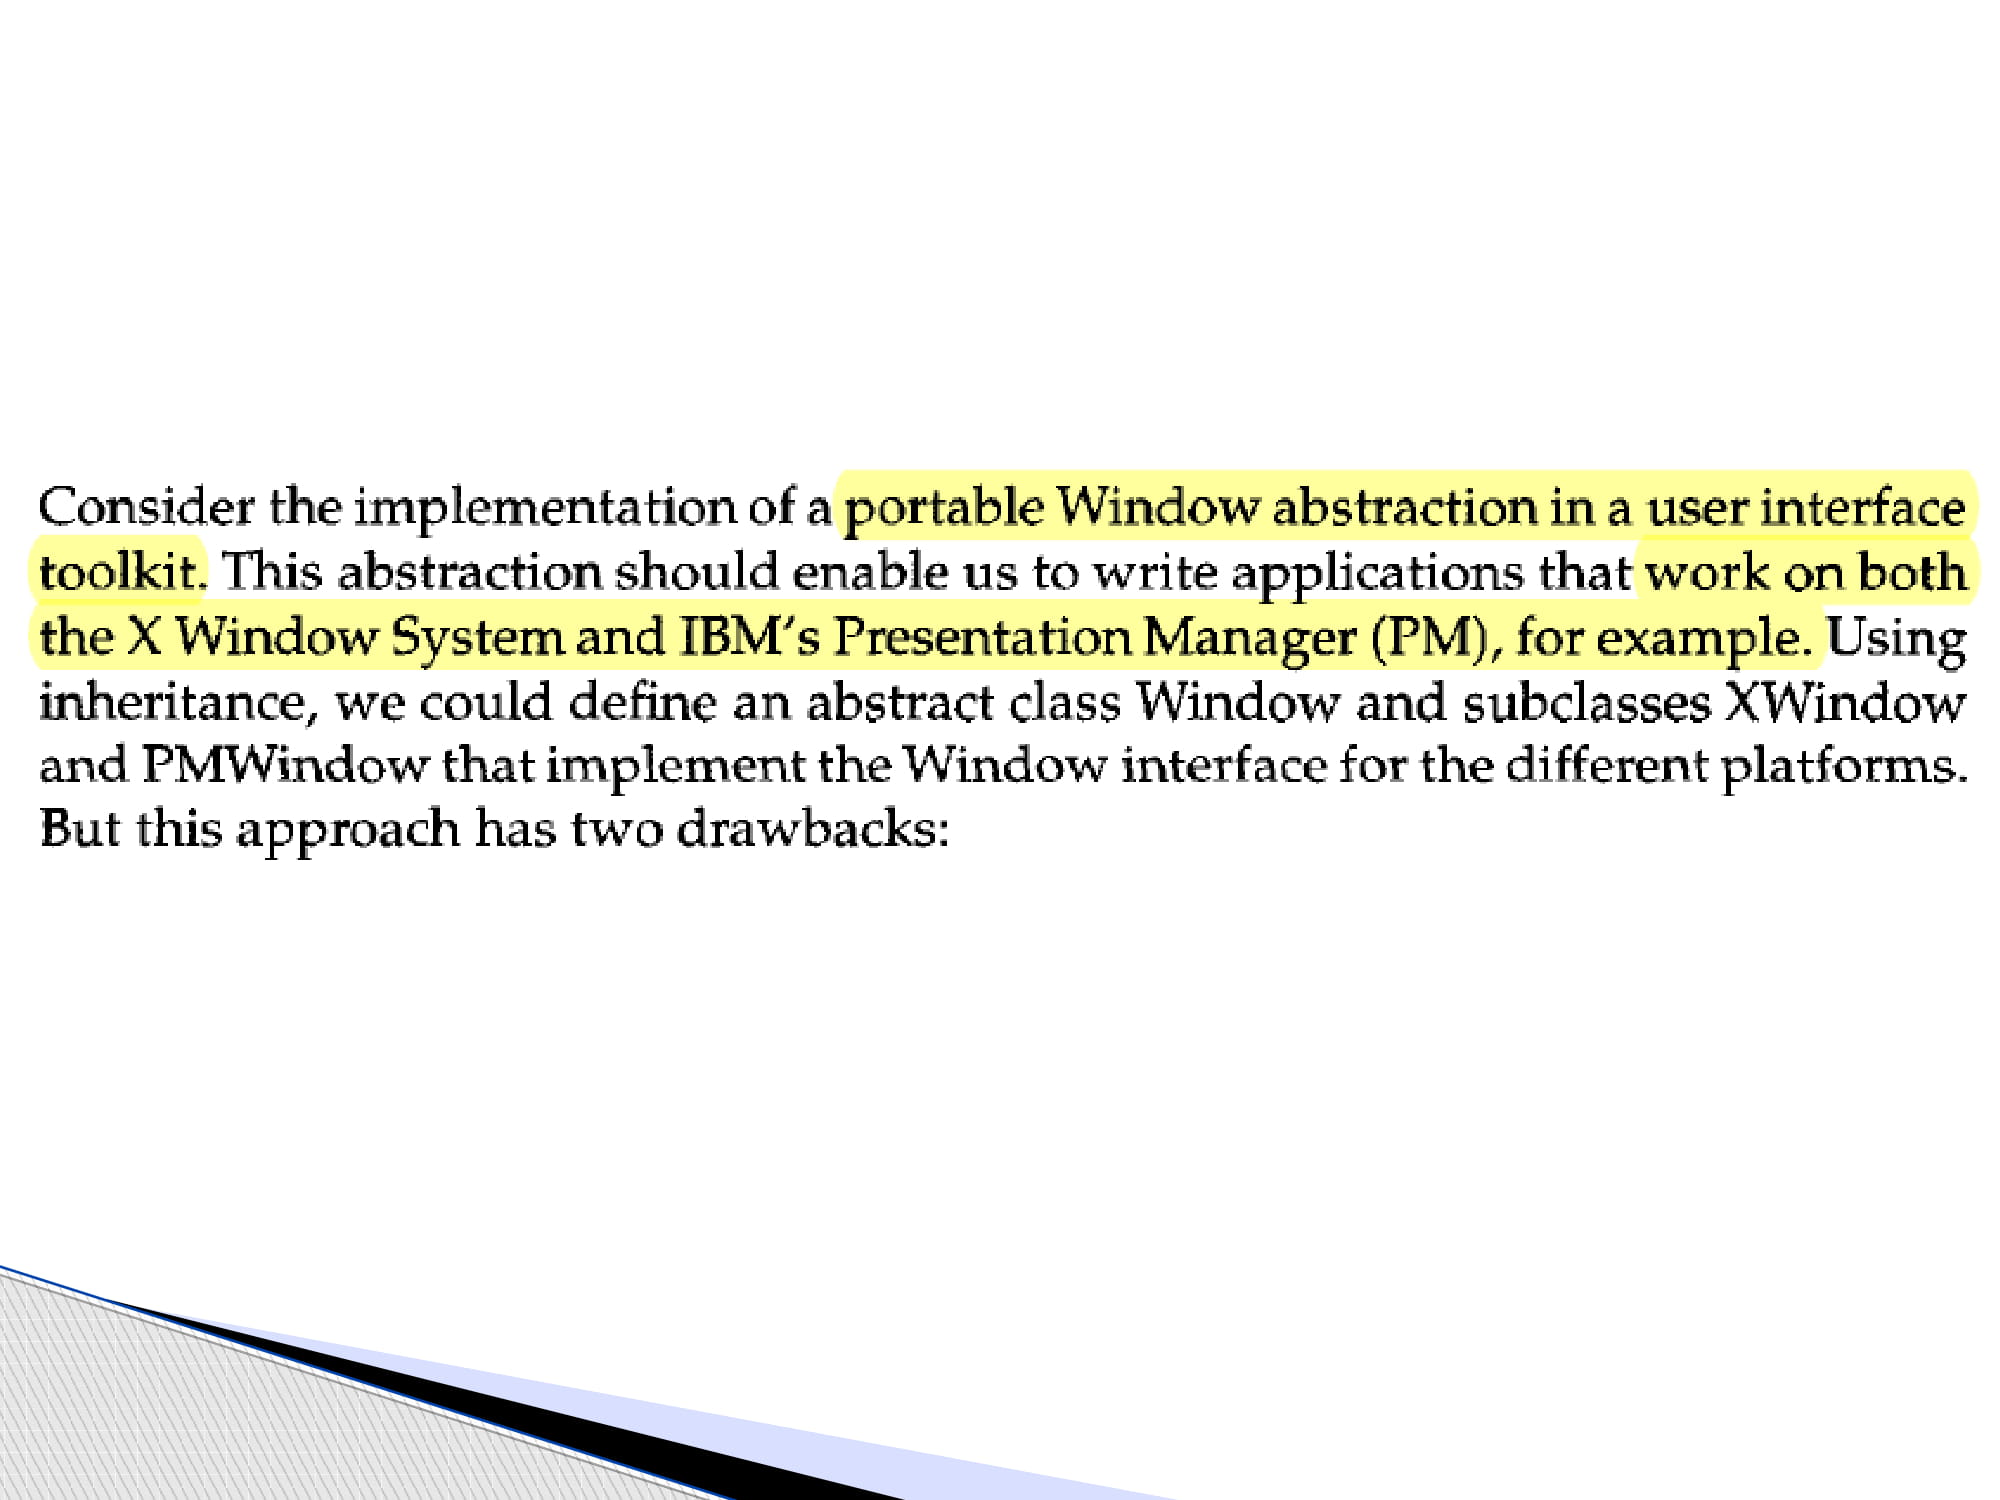 Consider the implementation of a portable Window abstraction in a user interface
toolkit. This abstraction should enable us to write applications that work on both
the X Window System and IBM's Presentation Manager (PM), for example. Using
inheritance, we could define an abstract class Window and subclasses XWindow
and PMWindow that implement the Window interface for the different platforms.
But this approach has two drawbacks: